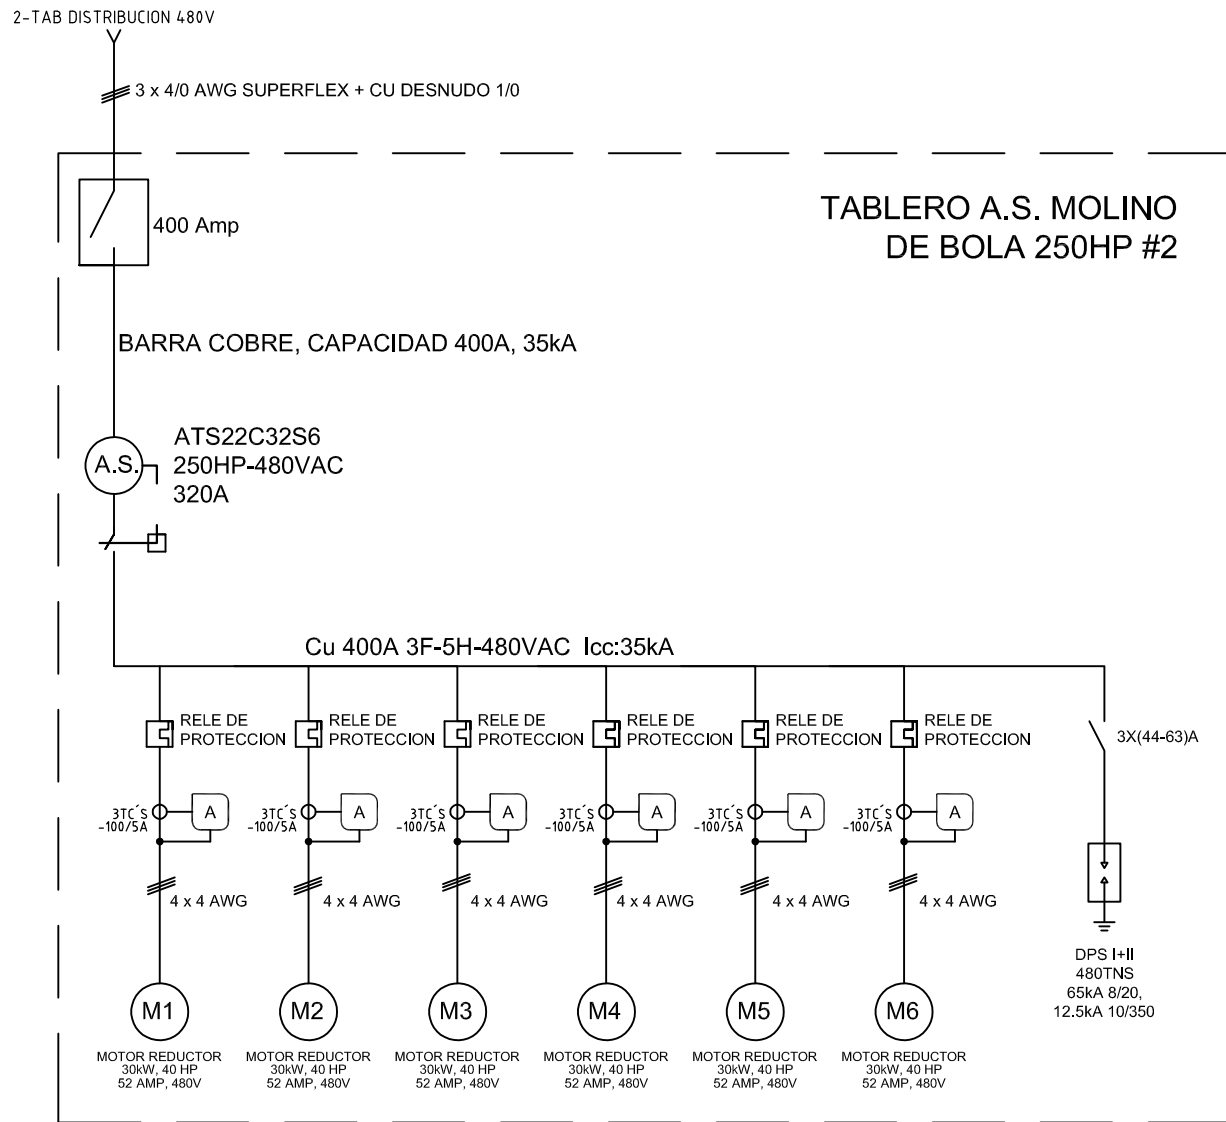 2-TAB DISTRIBUCION 480V
3 x 4/0 AWG SUPERFLEX + CU DESNUDO 1/0
TABLERO A.S. MOLINO
DE BOLA 250HP #2
400 Amp
BARRA COBRE, CAPACIDAD 400A, 35kA
A.S.
ATS22C32S6
250HP-480VAC
320A
Cu 400A 3F-5H-480VAC Icc:35kA
RELE DE
PROTECCION
RELE DE
PROTECCION
RELE DE
PROTECCION
RELE DE
PROTECCION
RELE DE
PROTECCION
RELE DE
PROTECCION
3X(44-63)A
3TC´S
-100/5A
A
3TC´S
-100/5A
A
3TC´S
-100/5A
A
3TC´S
-100/5A
A
3TC´S
-100/5A
A
3TC´S
-100/5A
A
4 x 4 AWG
4 x 4 AWG
4 x 4 AWG
4 x 4 AWG
4 x 4 AWG
4 x 4 AWG
DPS I+II
480TNS
65kA 8/20,
12.5kA 10/350
M1
M2
M3
M4
M5
M6
MOTOR REDUCTOR
30kW, 40 HP
52 AMP, 480V
MOTOR REDUCTOR
30kW, 40 HP
52 AMP, 480V
MOTOR REDUCTOR
30kW, 40 HP
52 AMP, 480V
MOTOR REDUCTOR
30kW, 40 HP
52 AMP, 480V
MOTOR REDUCTOR
30kW, 40 HP
52 AMP, 480V
MOTOR REDUCTOR
30kW, 40 HP
52 AMP, 480V